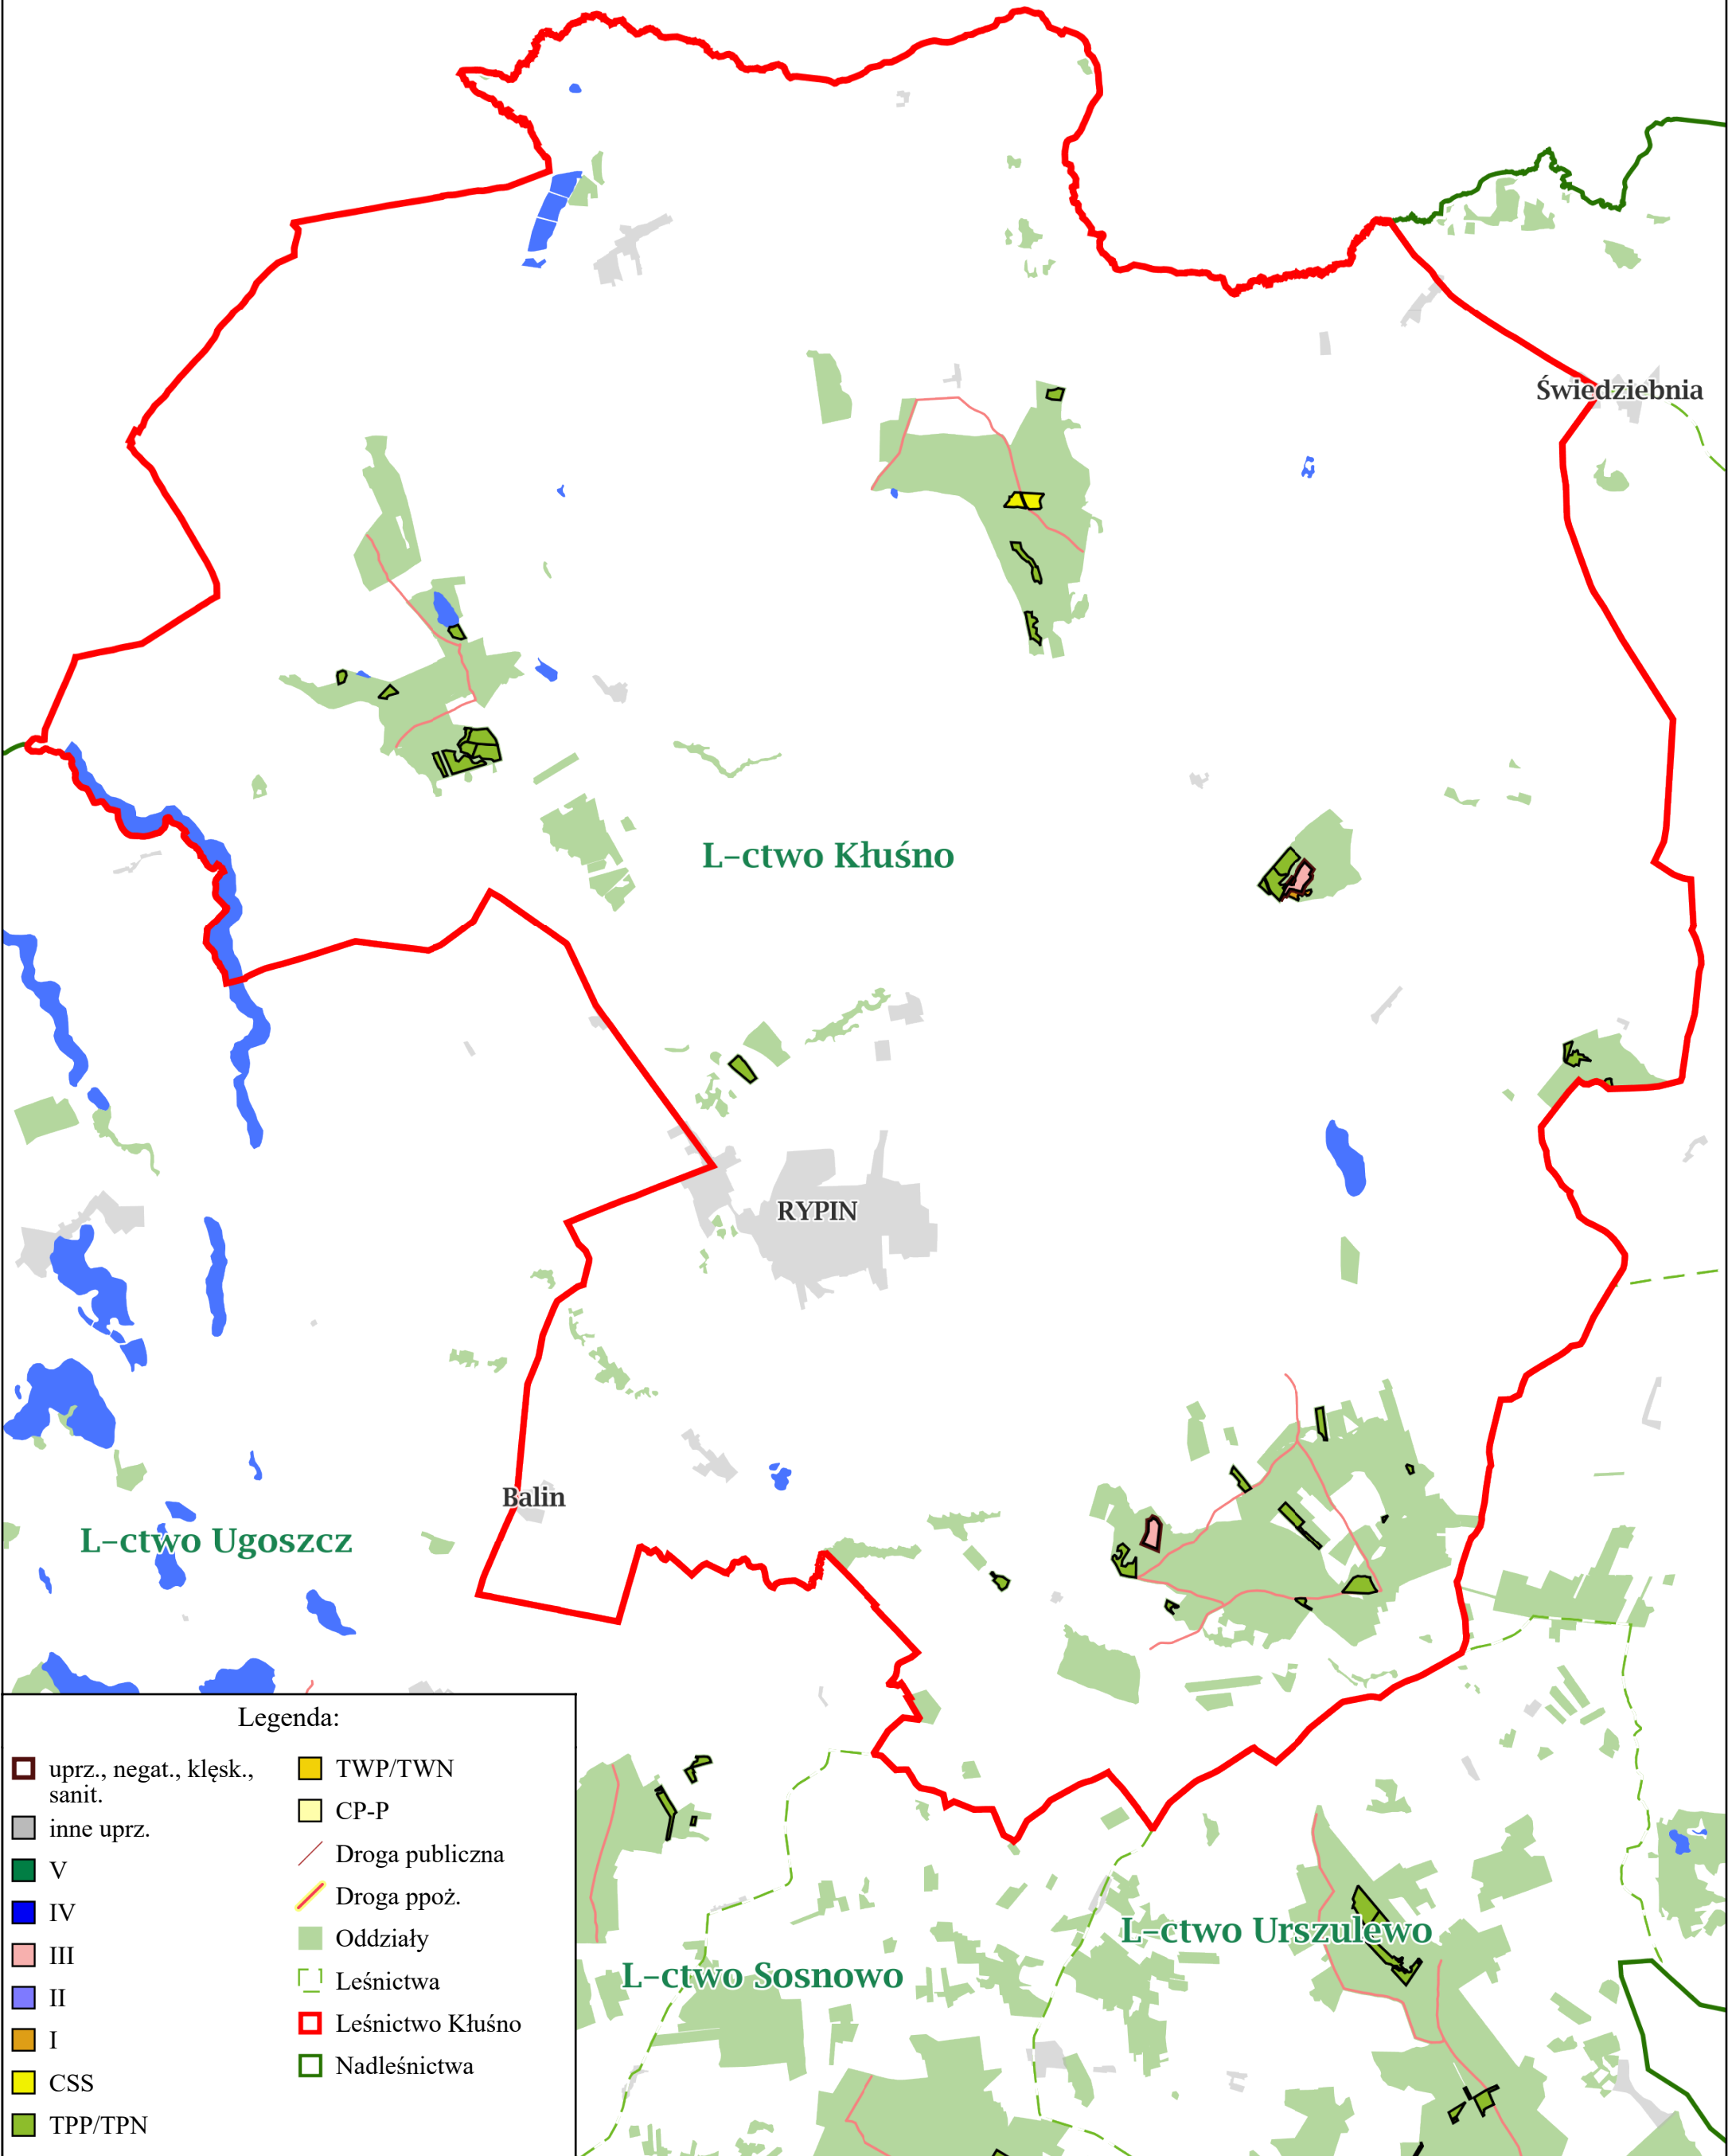 Świedziebnia
L-ctwo Kłuśno
RYPIN
Balin
L-ctwo Ugoszcz
L-ctwo Urszulewo
L-ctwo Sosnowo
Legenda:
uprz., negat., klęsk.,
sanit.
inne uprz.
V
IV
III
II
I
CSS
TPP/TPN
TWP/TWN
CP-P
Droga publiczna
Droga ppoż.
Oddziały
Leśnictwa
Leśnictwo Kłuśno
Nadleśnictwa